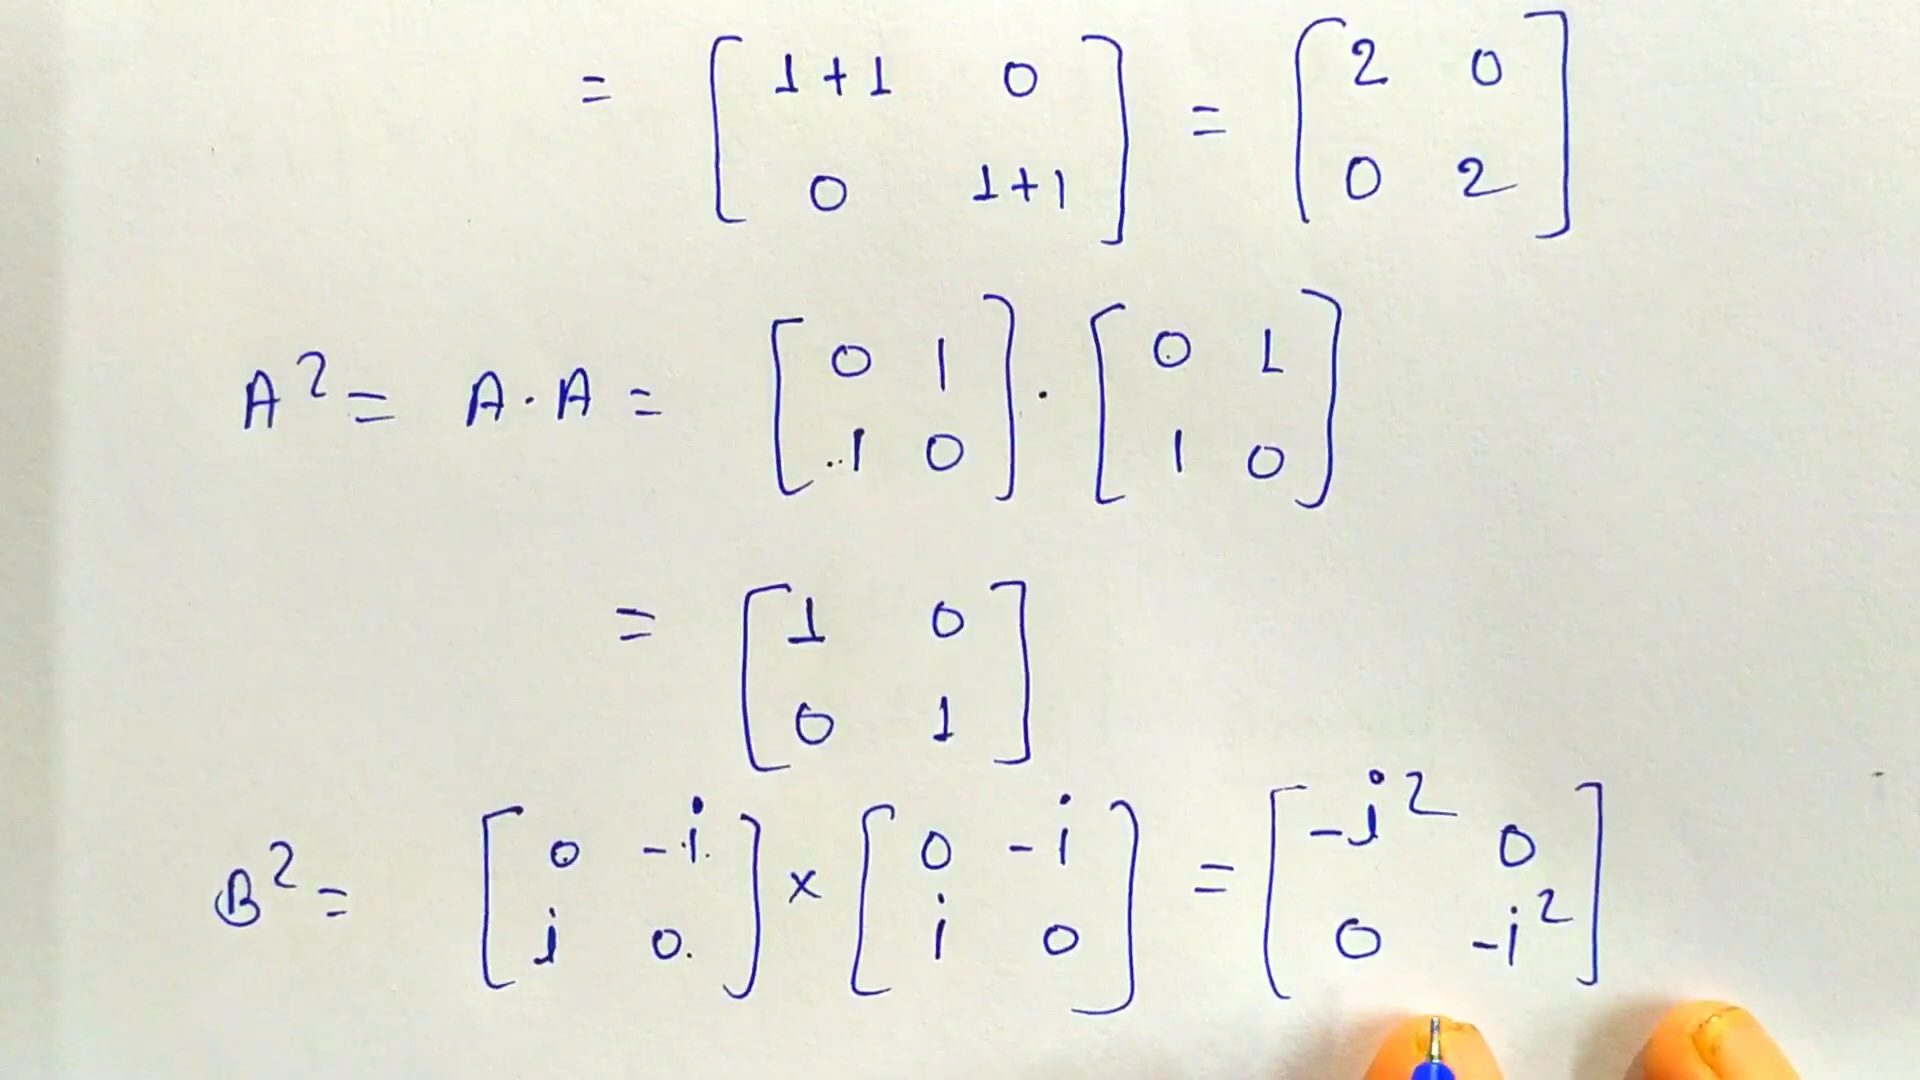 = [ 1+1 0 ] = [ 2 0 ]
[ 0 1+1 ] [ 0 2 ]
A² = A·A = [ 0 1 ] · [ 0 1 ]
[ 1 0 ] [ 1 0 ]
= [ 1 0 ]
[ 0 1 ]
B² = [ 0 -i ] × [ 0 -i ] = [ -i² 0 ]
[ i 0 ] [ i 0 ] [ 0 -i² ]